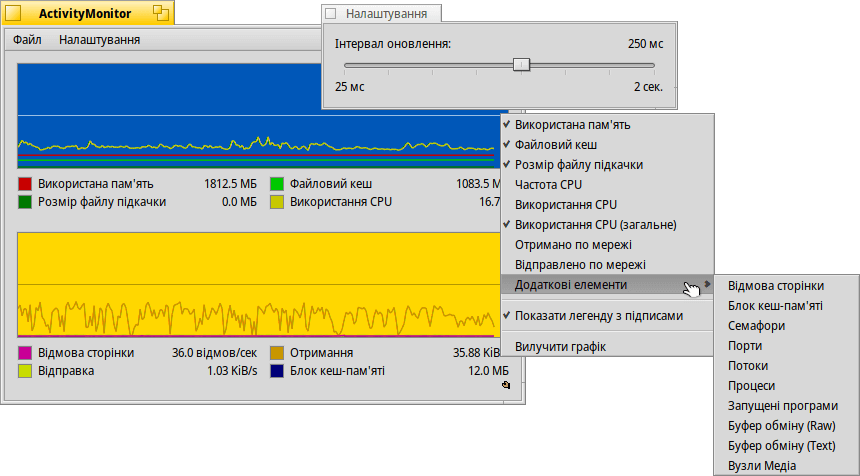 ActivityMonitor
Файл Налаштування
Налаштування
Інтервал оновлення: 250 мс
25 мс 2 сек.
Використана пам'ять 1812.5 МБ Файловий кеш 1083.5 М
Розмір файлу підкачки 0.0 МБ Використання CPU 16.7
Відмова сторінки 36.0 відмов/сек Отримання 35.88 KiB
Відправка 1.03 KiB/s Блок кеш-пам'яті 12.0 МБ
Використана пам'ять
Файловий кеш
Розмір файлу підкачки
Частота CPU
Використання CPU
Використання CPU (загальне)
Отримано по мережі
Відправлено по мережі
Додаткові елементи
Показати легенду з підписами
Вилучити графік
Відмова сторінки
Блок кеш-пам'яті
Семафори
Порти
Потоки
Процеси
Запущені програми
Буфер обміну (Raw)
Буфер обміну (Text)
Вузли Медіа